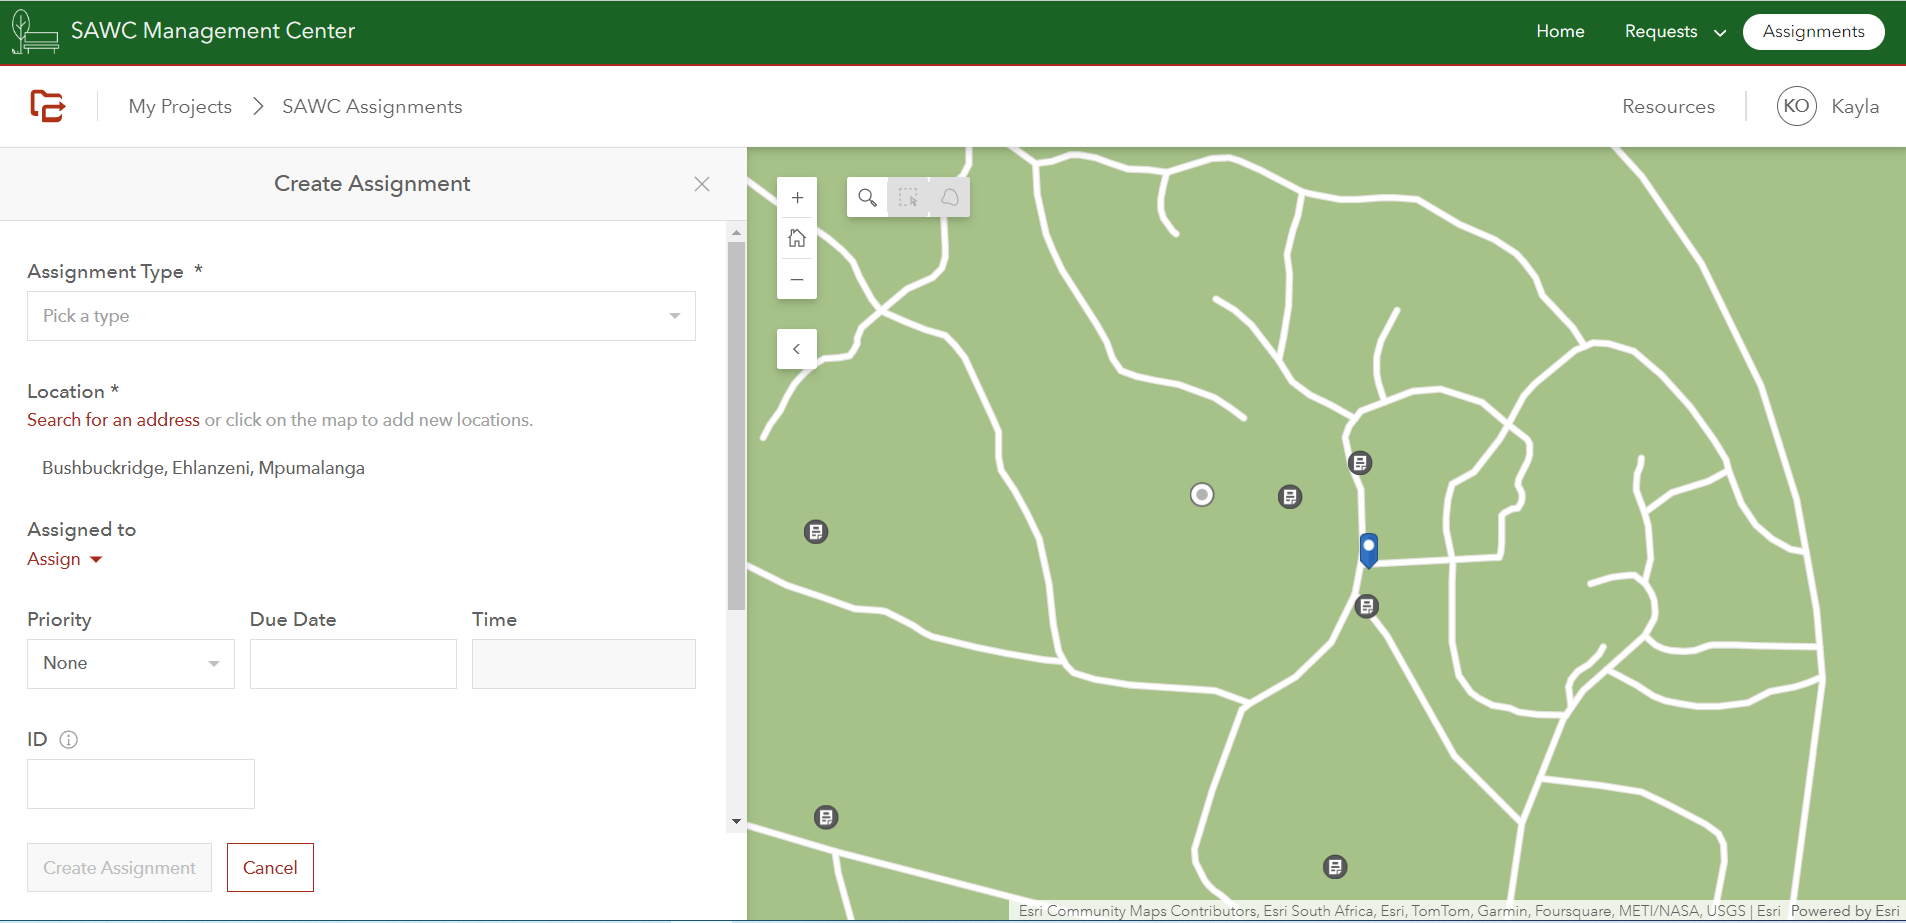 SAWC Management Center
Home
Requests
Assignments
My Projects
SAWC Assignments
Resources
KO
Kayla
Create Assignment
Assignment Type *
Pick a type
Location *
Search for an address or click on the map to add new locations.
Bushbuckridge, Ehlanzeni, Mpumalanga
Assigned to
Assign
Priority
Due Date
Time
None
ID
Create Assignment
Cancel
Esri Community Maps Contributors, Esri South Africa, Esri, TomTom, Garmin, Foursquare, METI/NASA, USGS | Esri Powered by Esri